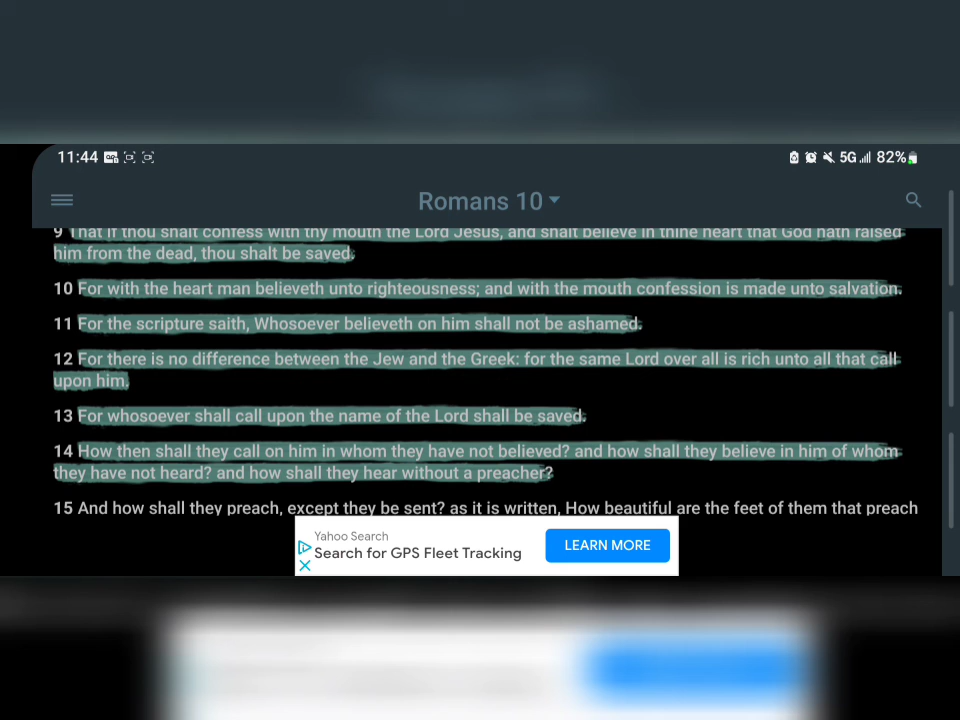 11:44
5G 82%
Romans 10
9 That if thou shalt confess with thy mouth the Lord Jesus, and shalt believe in thine heart that God hath raised
him from the dead, thou shalt be saved.
10 For with the heart man believeth unto righteousness; and with the mouth confession is made unto salvation.
11 For the scripture saith, Whosoever believeth on him shall not be ashamed.
12 For there is no difference between the Jew and the Greek: for the same Lord over all is rich unto all that call
upon him.
13 For whosoever shall call upon the name of the Lord shall be saved.
14 How then shall they call on him in whom they have not believed? and how shall they believe in him of whom
they have not heard? and how shall they hear without a preacher?
15 And how shall they preach, except they be sent? as it is written, How beautiful are the feet of them that preach
Yahoo Search
Search for GPS Fleet Tracking
LEARN MORE